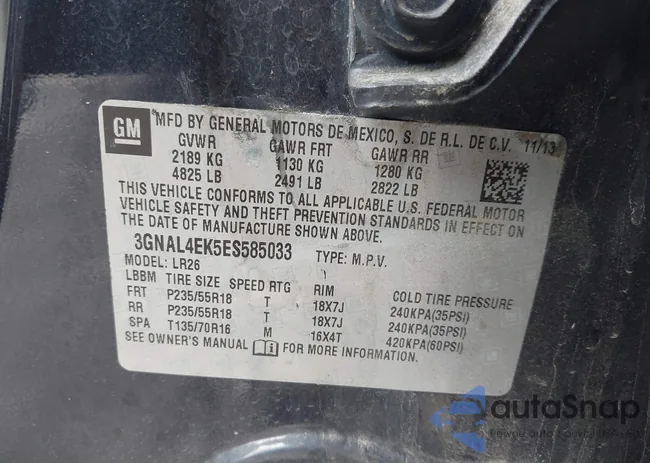 GM
MFD BY GENERAL MOTORS DE MEXICO, S. DE R.L. DE C.V. 11/13
GVWR GAWR FRT GAWR RR
2189 KG 1130 KG 1280 KG
4825 LB 2491 LB 2822 LB
THIS VEHICLE CONFORMS TO ALL APPLICABLE U.S. FEDERAL MOTOR
VEHICLE SAFETY AND THEFT PREVENTION STANDARDS IN EFFECT ON
THE DATE OF MANUFACTURE SHOWN ABOVE.
3GNAL4EK5ES585033 TYPE: M.P.V.
MODEL: LR26
LBBM TIRE SIZE SPEED RTG RIM COLD TIRE PRESSURE
FRT P235/55R18 T 18X7J 240KPA(35PSI)
RR P235/55R18 T 18X7J 240KPA(35PSI)
SPA T135/70R16 M 16X4T 420KPA(60PSI)
SEE OWNER'S MANUAL FOR MORE INFORMATION.
autoSnap